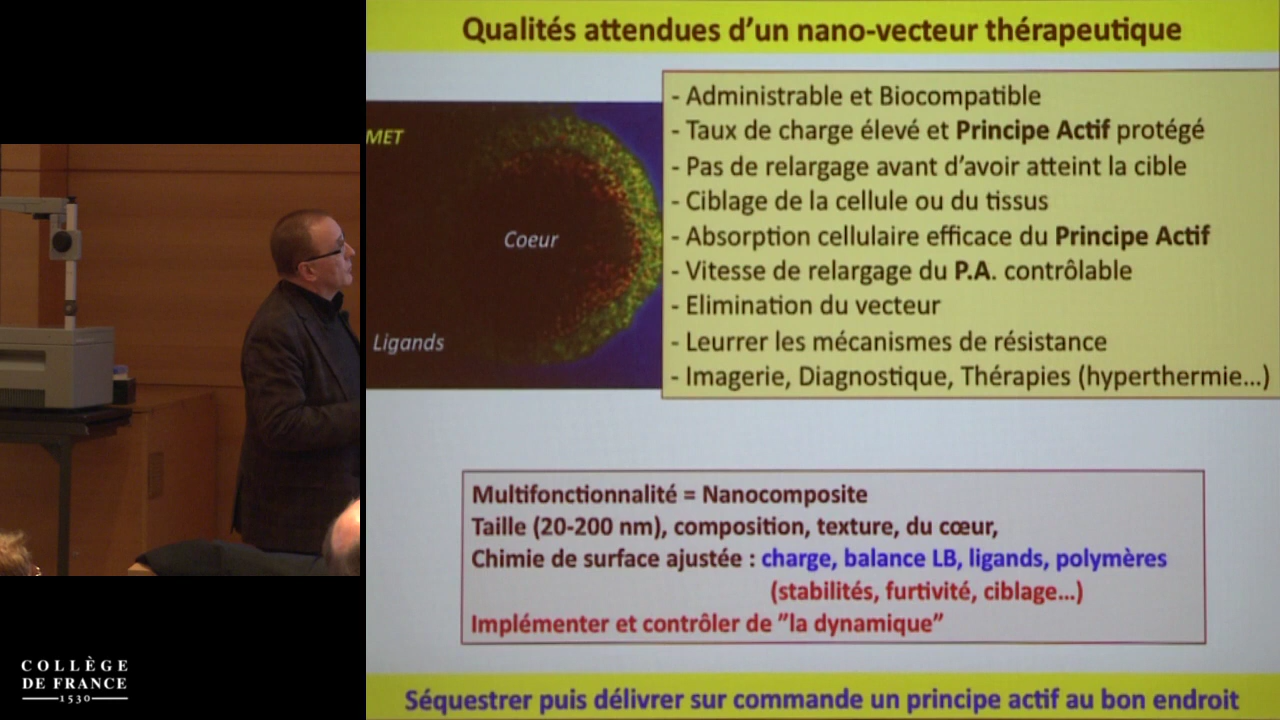 Qualités attendues d’un nano-vecteur thérapeutique
MET
Coeur
Ligands
- Administrable et Biocompatible
- Taux de charge élevé et Principe Actif protégé
- Pas de relargage avant d’avoir atteint la cible
- Ciblage de la cellule ou du tissus
- Absorption cellulaire efficace du Principe Actif
- Vitesse de relargage du P.A. contrôlable
- Elimination du vecteur
- Leurrer les mécanismes de résistance
- Imagerie, Diagnostique, Thérapies (hyperthermie...)
Multifonctionnalité = Nanocomposite
Taille (20-200 nm), composition, texture, du cœur,
Chimie de surface ajustée : charge, balance LB, ligands, polymères
(stabilités, furtivité, ciblage...)
Implémenter et contrôler de ”la dynamique”
Séquestrer puis délivrer sur commande un principe actif au bon endroit
COLLÈGE
DE FRANCE
1530